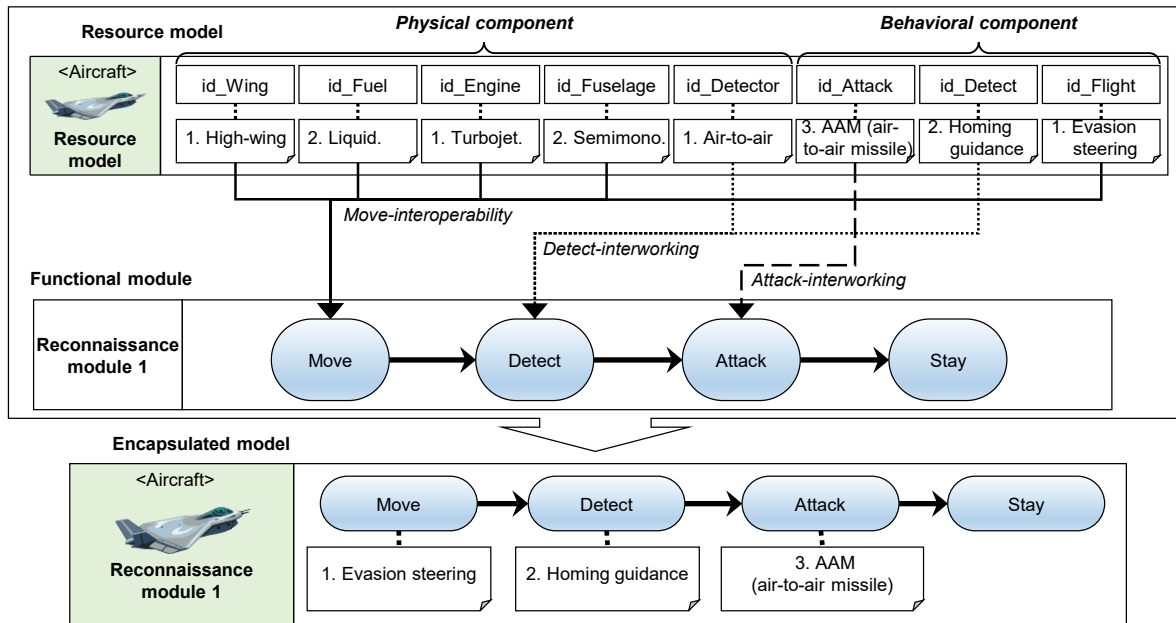 Resource model
Physical component
Behavioral component
<Aircraft>
Resource
model
id_Wing
id_Fuel
id_Engine
id_Fuselage
id_Detector
id_Attack
id_Detect
id_Flight
1. High-wing
2. Liquid.
1. Turbojet.
2. Semimono.
1. Air-to-air
3. AAM (air-
to-air missile)
2. Homing
guidance
1. Evasion
steering
Move-interoperability
Detect-interworking
Attack-interworking
Functional module
Reconnaissance
module 1
Move
Detect
Attack
Stay
Encapsulated model
<Aircraft>
Reconnaissance
module 1
Move
Detect
Attack
Stay
1. Evasion steering
2. Homing guidance
3. AAM
(air-to-air missile)